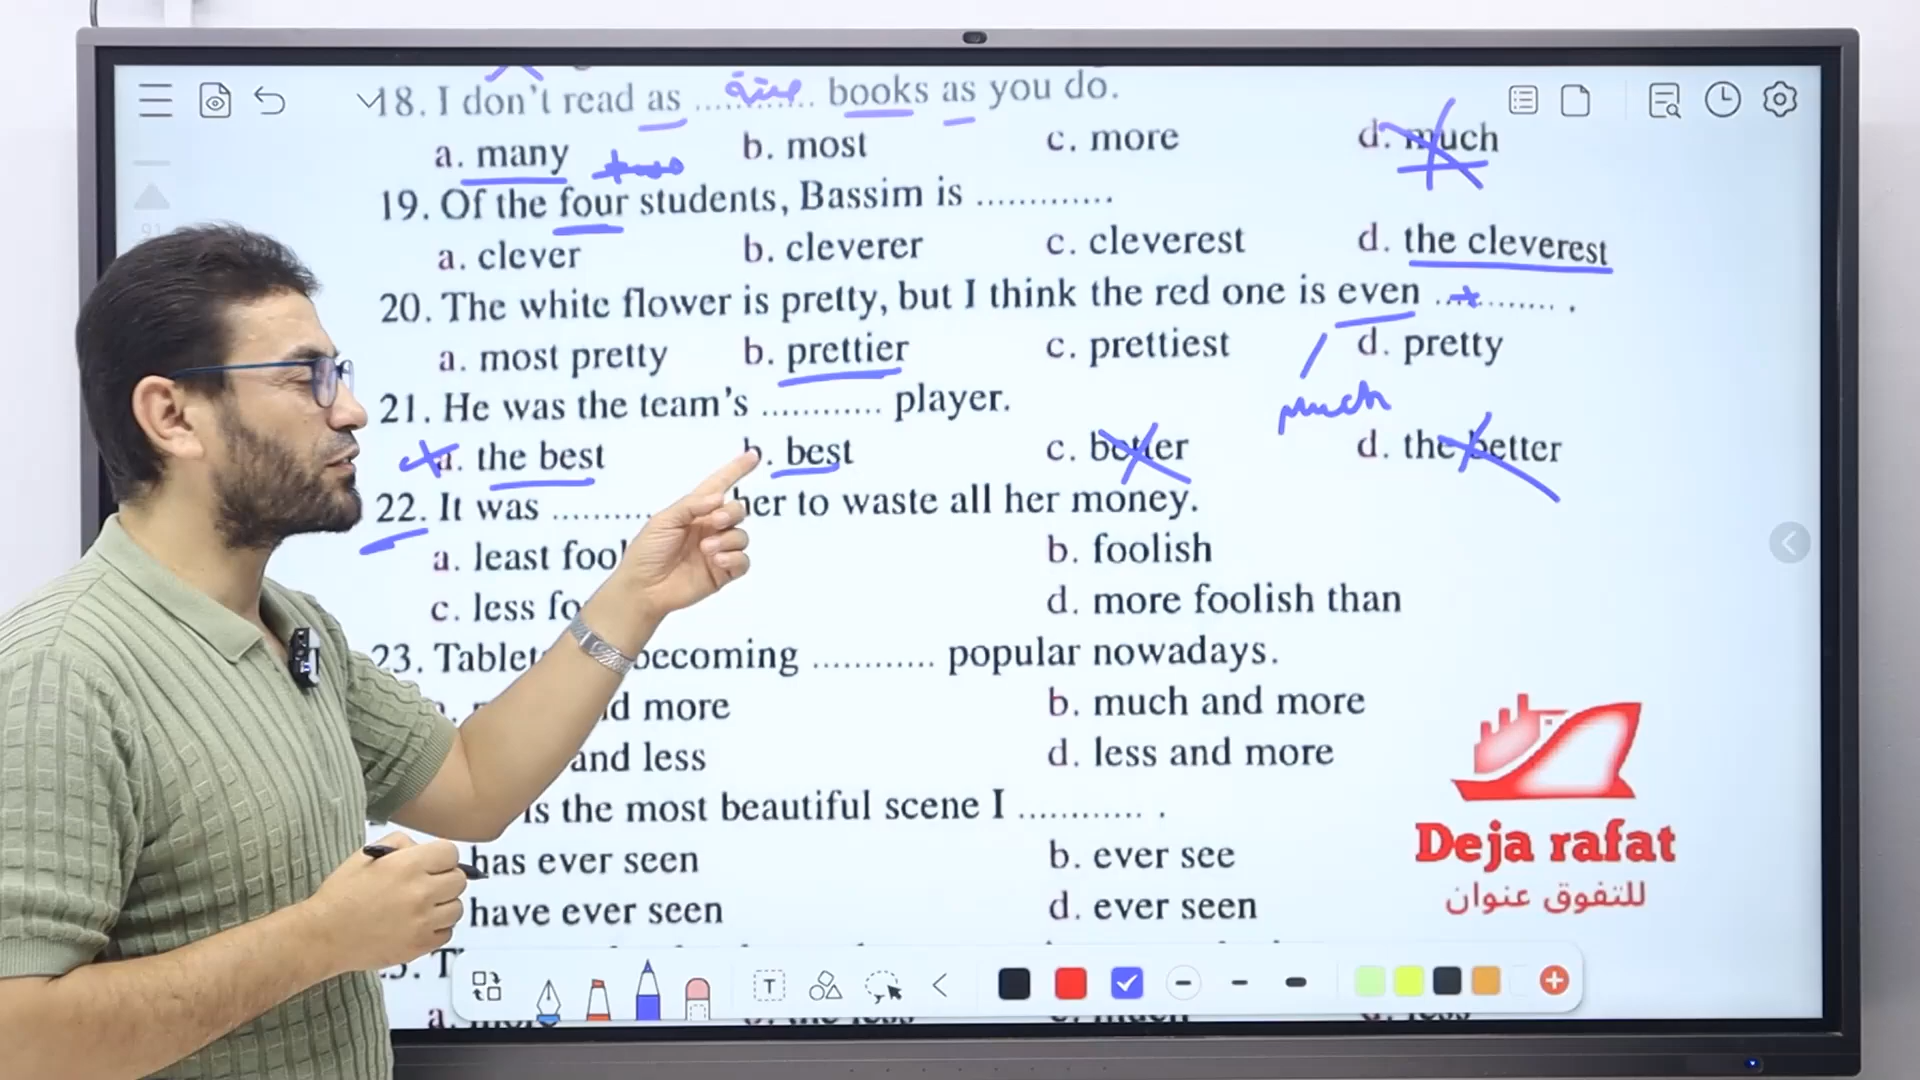 18. I don't read as ............ books as you do.
a. many b. most c. more d. much
19. Of the four students, Bassim is .............
a. clever b. cleverer c. cleverest d. the cleverest
20. The white flower is pretty, but I think the red one is even ............ .
a. most pretty b. prettier c. prettiest d. pretty
much
21. He was the team's ............ player.
a. the best b. best c. better d. the better
22. It was ............ her to waste all her money.
a. least b. foolish
c. less d. more foolish than
23. becoming ............ popular nowadays.
more b. much and more
and less d. less and more
is the most beautiful scene I ............ .
has ever seen b. ever see
have ever seen d. ever seen
Deja rafat
للتفوق عنوان